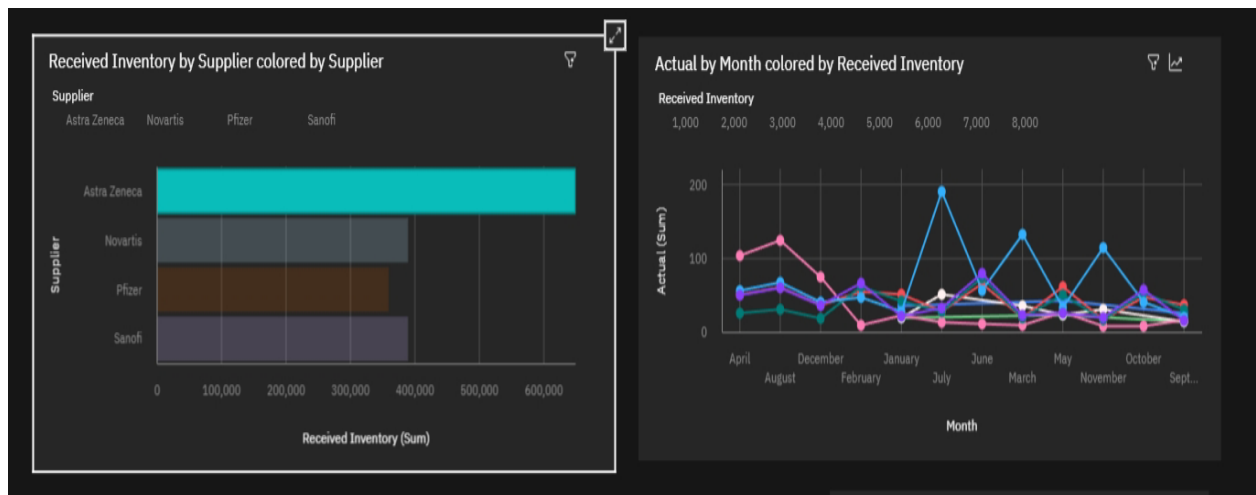 Received Inventory by Supplier colored by Supplier
Supplier
Astra Zeneca Novartis Pfizer Sanofi
Supplier
Astra Zeneca
Novartis
Pfizer
Sanofi
0 100,000 200,000 300,000 400,000 500,000 600,000
Received Inventory (Sum)
Actual by Month colored by Received Inventory
Received Inventory
1,000 2,000 3,000 4,000 5,000 6,000 7,000 8,000
Actual (Sum)
200
100
0
April December January June May October
August February July March November Sept...
Month